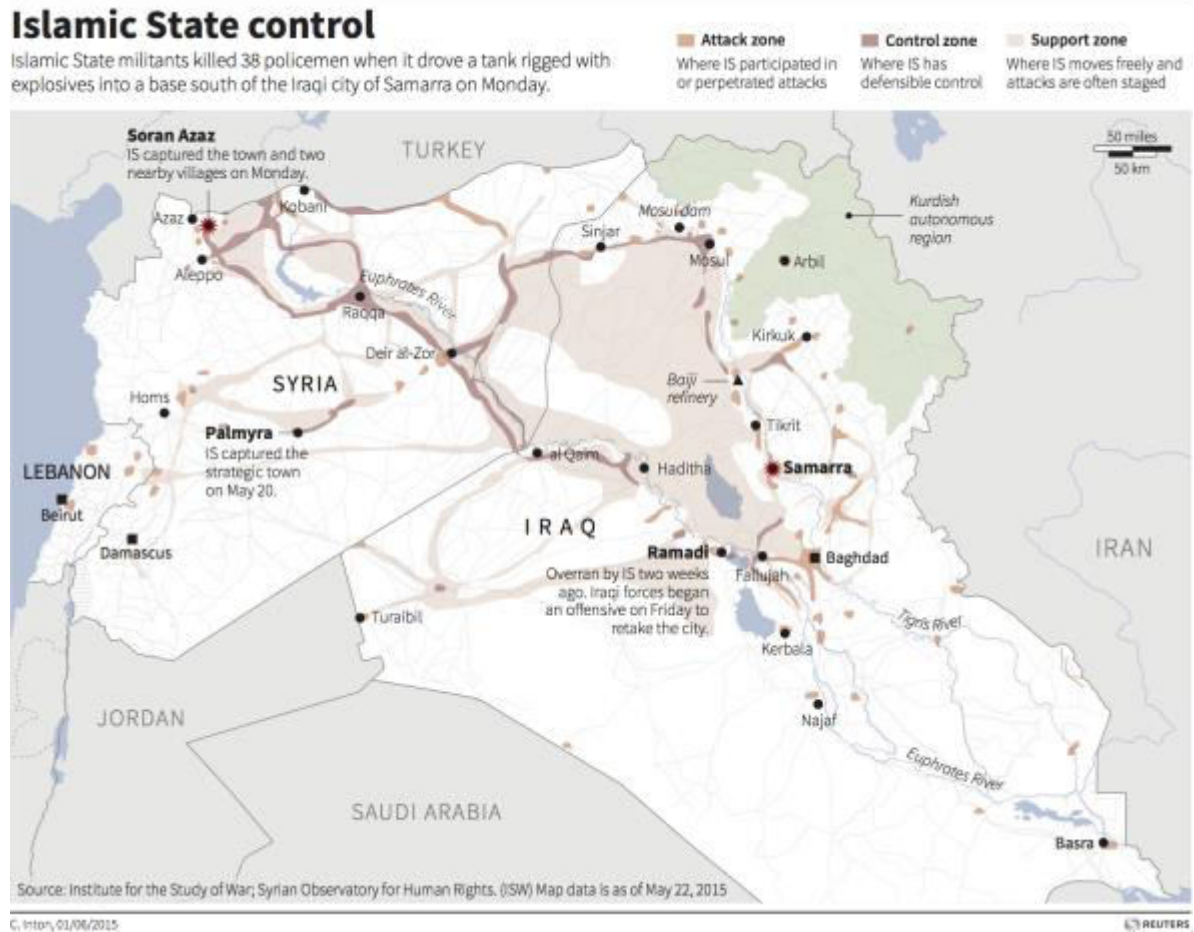 Islamic State control
Islamic State militants killed 38 policemen when it drove a tank rigged with
explosives into a base south of the Iraqi city of Samarra on Monday.
Attack zone
Where IS participated in
or perpetrated attacks
Control zone
Where IS has
defensible control
Support zone
Where IS moves freely and
attacks are often staged
Soran Azaz
IS captured the town and two
nearby villages on Monday.
TURKEY
50 miles
50 km
Kurdish
autonomous
region
Azaz
Kobani
Aleppo
Sinjar
Mosul dam
Mosul
Arbil
Euphrates River
Raqqa
Deir al-Zor
Kirkuk
Baiji
refinery
SYRIA
Homs
Palmyra
IS captured the
strategic town
on May 20.
Tikrit
al Qaim
Haditha
Samarra
LEBANON
Beirut
Damascus
IRAQ
Ramadi
Overran by IS two weeks
ago. Iraqi forces began
an offensive on Friday to
retake the city.
Fallujah
Baghdad
IRAN
Turaibil
Kerbala
Tigris River
Najaf
JORDAN
Euphrates River
SAUDI ARABIA
Basra
Source: Institute for the Study of War; Syrian Observatory for Human Rights. (ISW) Map data is as of May 22, 2015
C. Inton, 01/06/2015
REUTERS